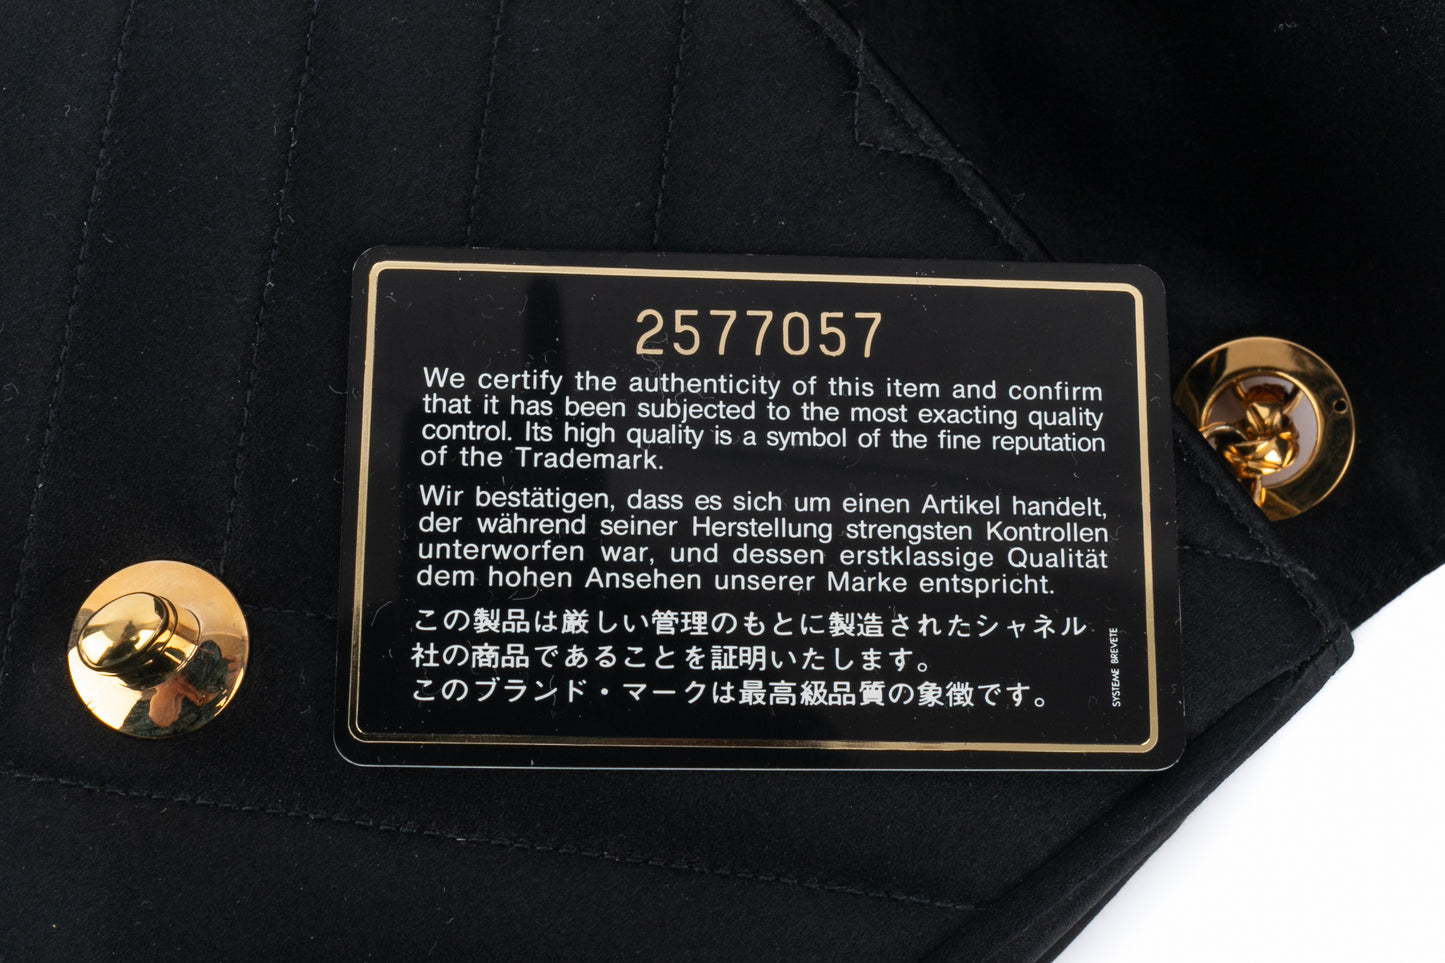 2577057
We certify the authenticity of this item and confirm
that it has been subjected to the most exacting quality
control. Its high quality is a symbol of the fine reputation
of the Trademark.
Wir bestätigen, dass es sich um einen Artikel handelt,
der während seiner Herstellung strengsten Kontrollen
unterworfen war, und dessen erstklassige Qualität
dem hohen Ansehen unserer Marke entspricht.
この製品は厳しい管理のもとに製造されたシャネル
社の商品であることを証明いたします。
このブランド・マークは最高級品質の象徴です。
SYSTEME BREVETE